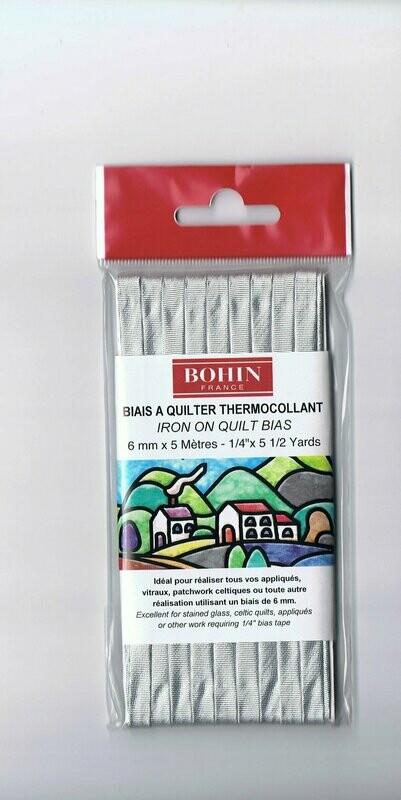 BOHIN
FRANCE
BIAIS A QUILTER THERMOCOLLANT
IRON ON QUILT BIAS
6 mm x 5 Mètres - 1/4"x 5 1/2 Yards
Idéal pour réaliser tous vos appliqués,
vitraux, patchwork celtiques ou toute autre
réalisation utilisant un biais de 6 mm.
Excellent for stained glass, celtic quilts, appliqués
or other work requiring 1/4" bias tape